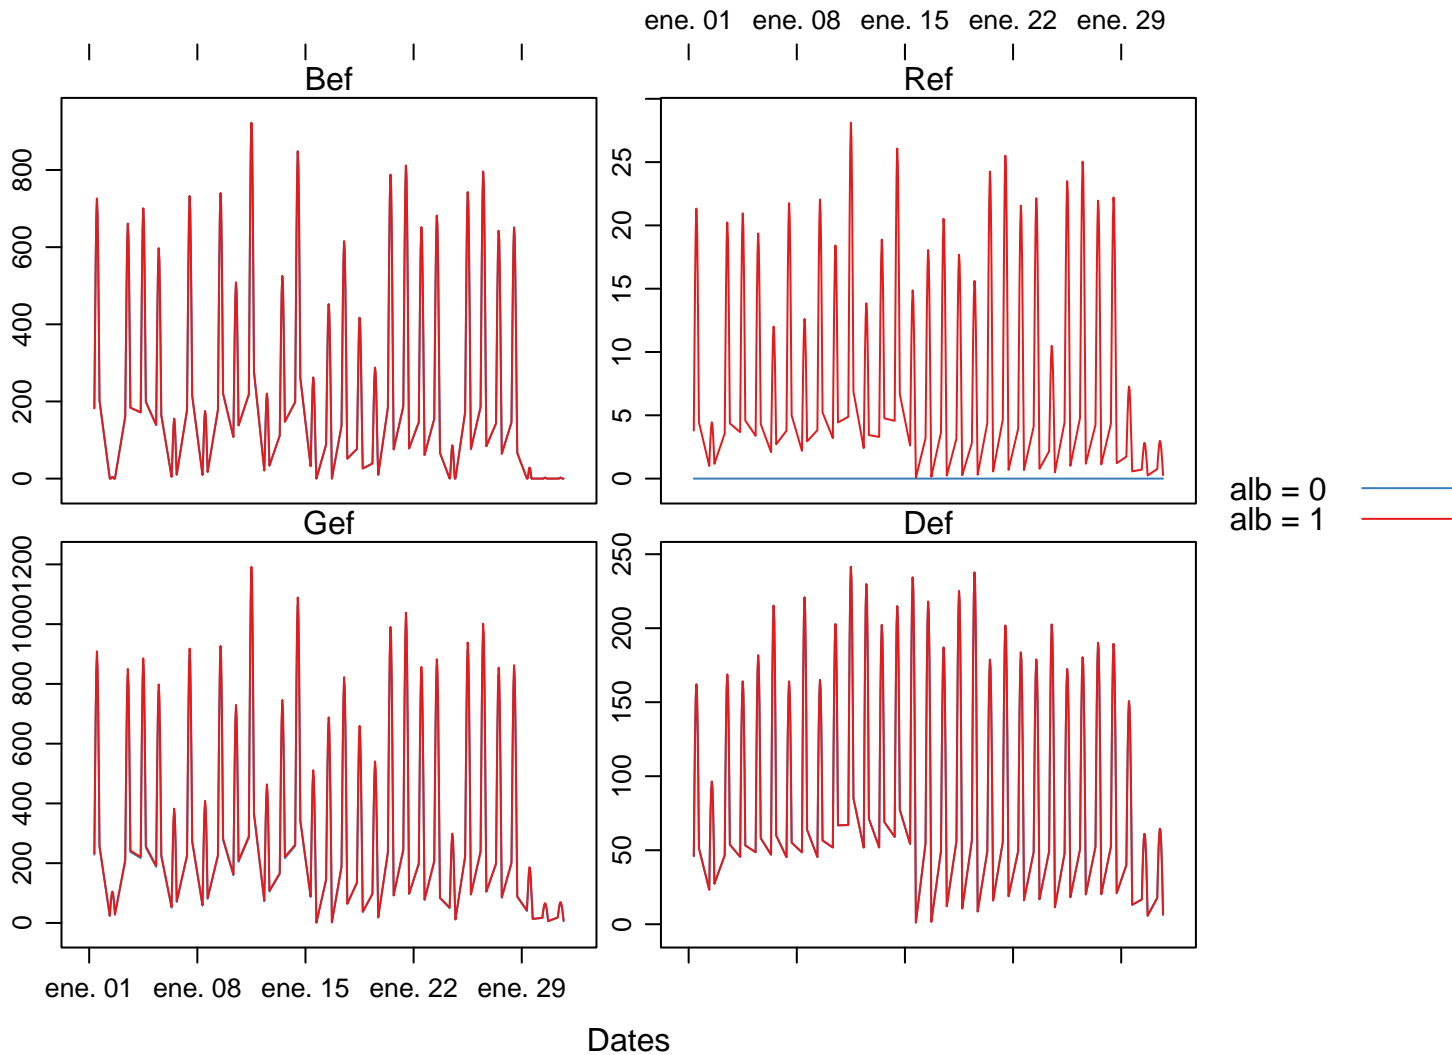 ene. 01 ene. 08 ene. 15 ene. 22 ene. 29
Bef
Ref
0 200 400 600 800
0 5 10 15 20 25
alb = 0
alb = 1
Gef
Def
0 200 400 600 800 1000 1200
0 50 100 150 200 250
ene. 01 ene. 08 ene. 15 ene. 22 ene. 29
Dates